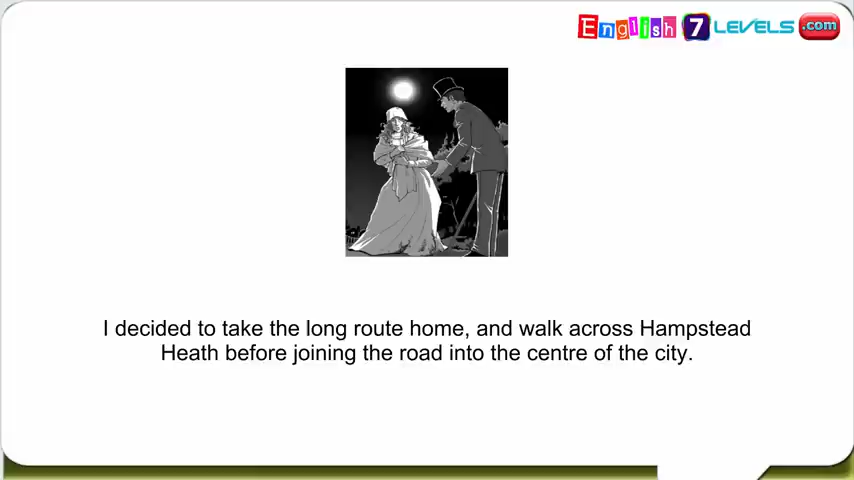 English 7 LEVELS .com
I decided to take the long route home, and walk across Hampstead
Heath before joining the road into the centre of the city.